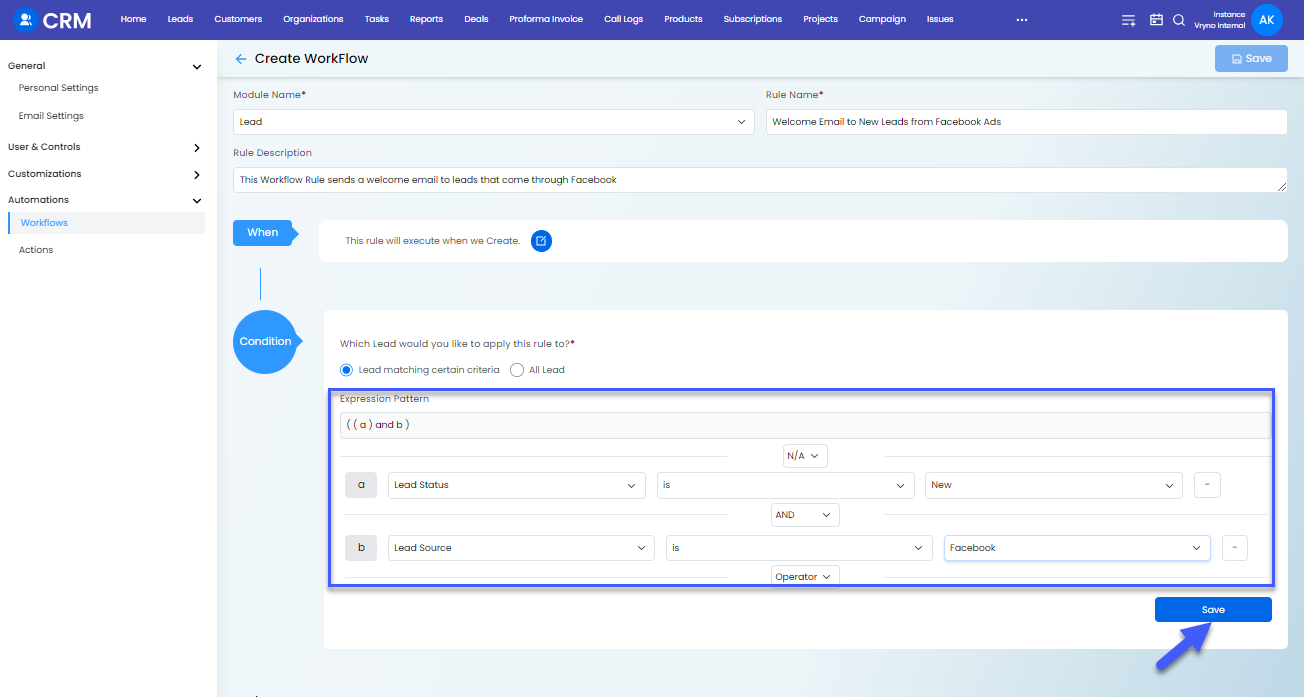 CRM
Home Leads Customers Organizations Tasks Reports Deals Proforma Invoice Call Logs Products Subscriptions Projects Campaign Issues ...
Instance
Vryno Internal
AK
General
Personal Settings
Email Settings
User & Controls
Customizations
Automations
Workflows
Actions
Create WorkFlow
Save
Module Name*
Rule Name*
Lead
Welcome Email to New Leads from Facebook Ads
Rule Description
This Workflow Rule sends a welcome email to leads that come through Facebook
When
This rule will execute when we Create.
Condition
Which Lead would you like to apply this rule to?*
Lead matching certain criteria All Lead
Expression Pattern
( ( a ) and b )
N/A
a Lead Status is New -
AND
b Lead Source is Facebook -
Operator
Save